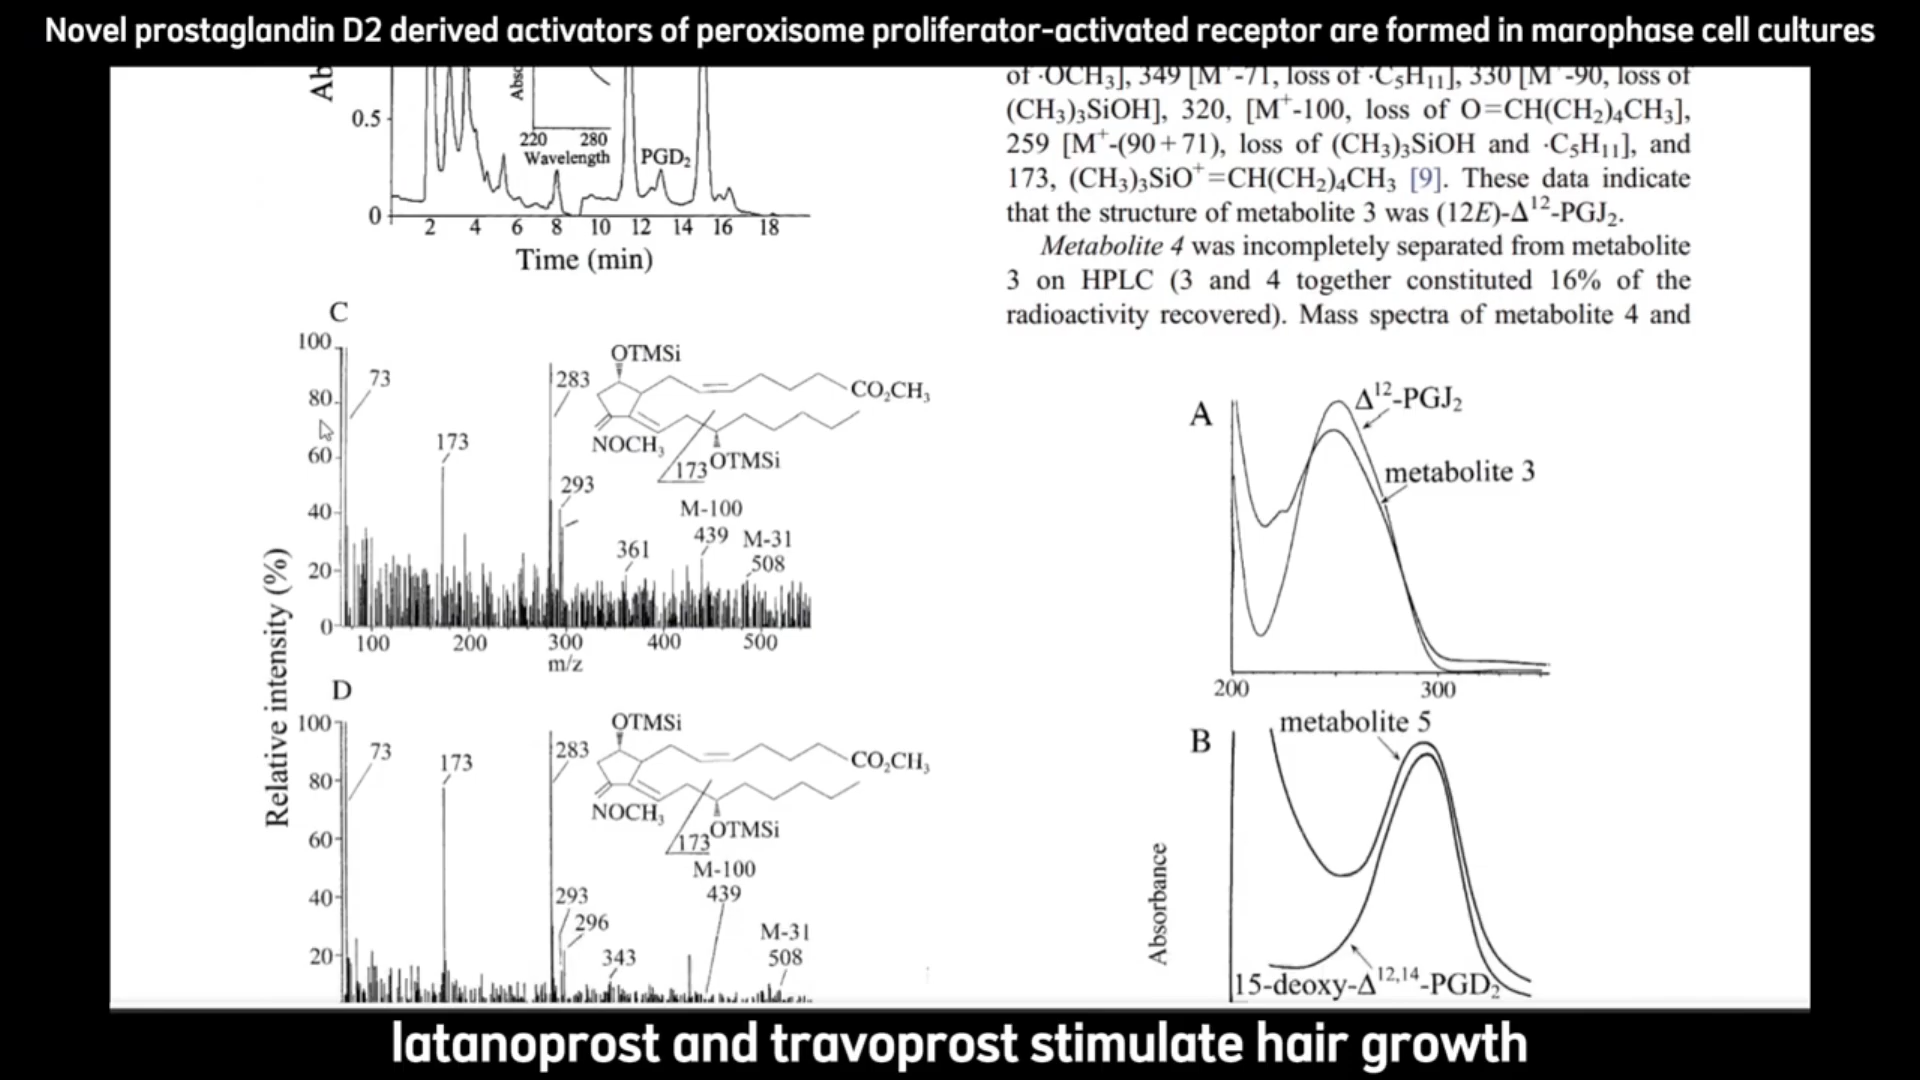 Novel prostaglandin D2 derived activators of peroxisome proliferator-activated receptor are formed in marophase cell cultures
Ab
0.5
0
Abso
220 280
Wavelength
PGD₂
2 4 6 8 10 12 14 16 18
Time (min)
C
Relative intensity (%)
100
80
60
40
20
0
73
173
283
293
361
M-100
439
M-31
508
OTMSi
CO₂CH₃
NOCH₃
OTMSi
173
100 200 300 400 500
m/z
D
100
80
60
40
20
73
173
283
293
296
343
M-100
439
M-31
508
OTMSi
CO₂CH₃
NOCH₃
OTMSi
173
of ·OCH₃], 349 [M⁺-71, loss of ·C₅H₁₁], 330 [M⁺-90, loss of
(CH₃)₃SiOH], 320, [M⁺-100, loss of O=CH(CH₂)₄CH₃],
259 [M⁺-(90+71), loss of (CH₃)₃SiOH and ·C₅H₁₁], and
173, (CH₃)₃SiO⁺=CH(CH₂)₄CH₃ [9]. These data indicate
that the structure of metabolite 3 was (12E)-Δ¹²-PGJ₂.
Metabolite 4 was incompletely separated from metabolite
3 on HPLC (3 and 4 together constituted 16% of the
radioactivity recovered). Mass spectra of metabolite 4 and
A
Δ¹²-PGJ₂
metabolite 3
200 300
B
metabolite 5
Absorbance
15-deoxy-Δ¹²,¹⁴-PGD₂
latanoprost and travoprost stimulate hair growth